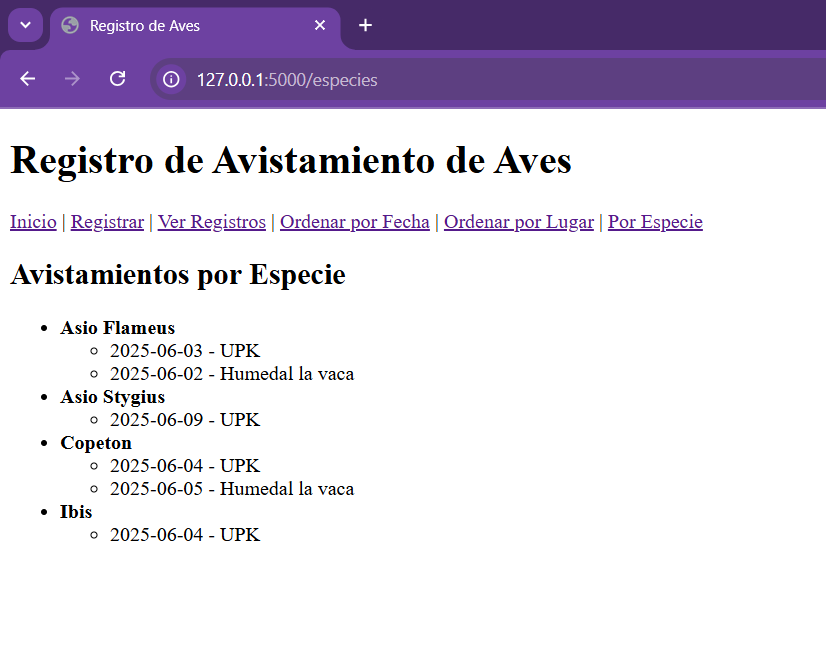 Registro de Aves
127.0.0.1:5000/especies
Registro de Avistamiento de Aves
Inicio | Registrar | Ver Registros | Ordenar por Fecha | Ordenar por Lugar | Por Especie
Avistamientos por Especie
Asio Flameus
2025-06-03 - UPK
2025-06-02 - Humedal la vaca
Asio Stygius
2025-06-09 - UPK
Copeton
2025-06-04 - UPK
2025-06-05 - Humedal la vaca
Ibis
2025-06-04 - UPK